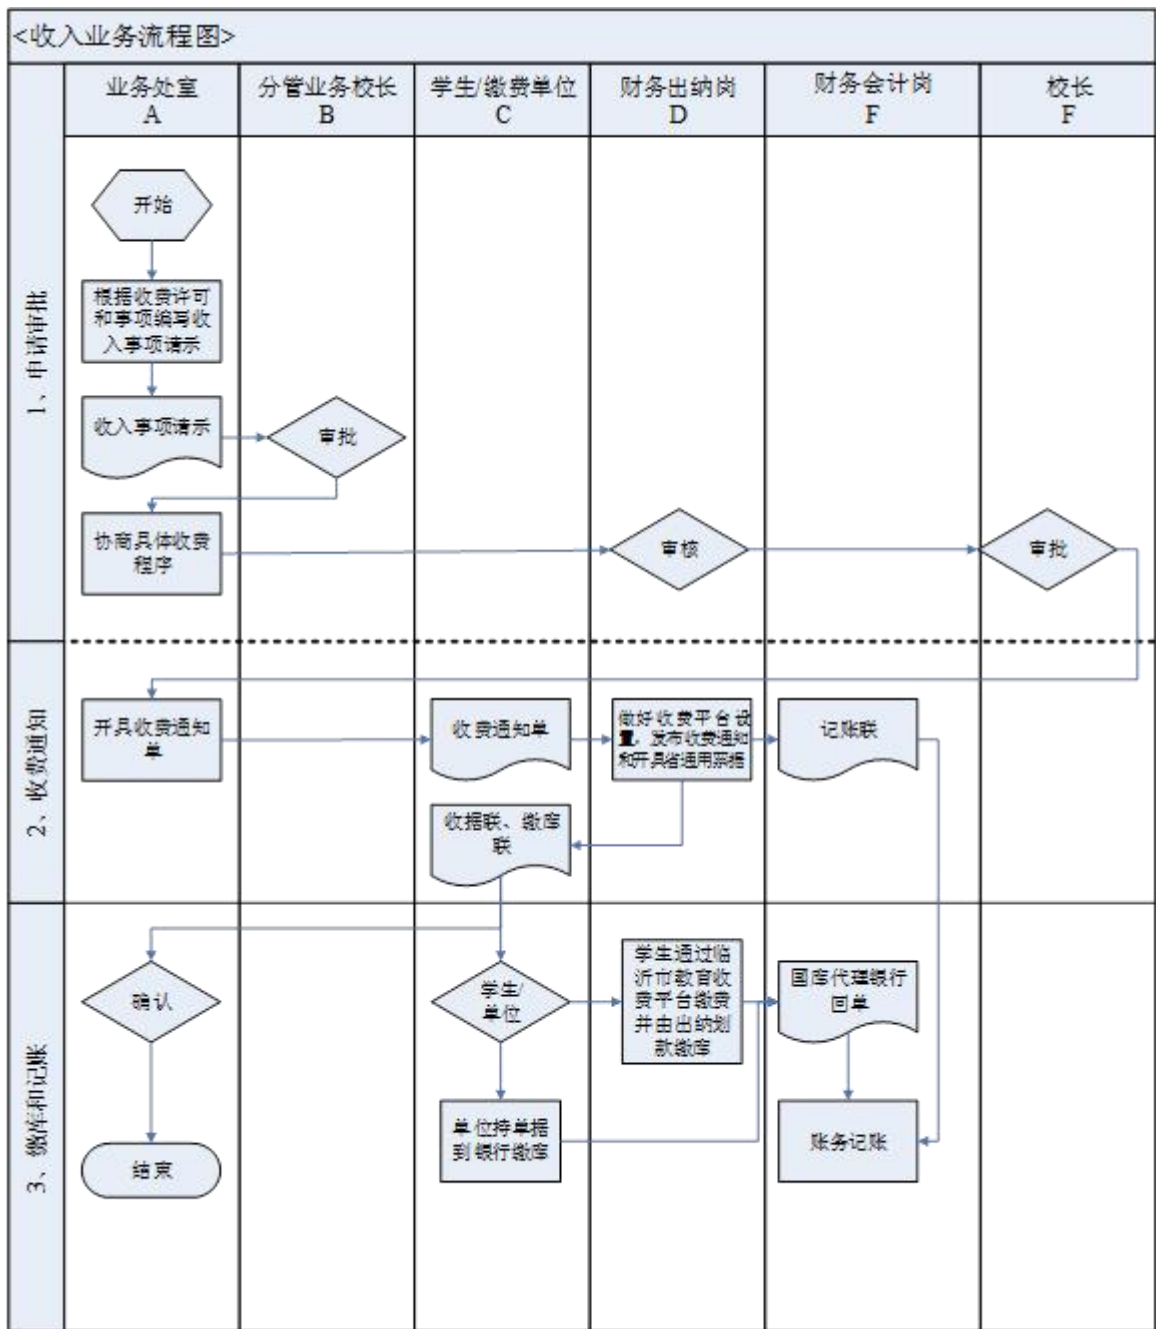 <收入业务流程图>
业务处室
A
分管业务校长
B
学生/缴费单位
C
财务出纳岗
D
财务会计岗
F
校长
F
1、申请审批
开始
根据收费许可
和事项编写收
入事项请示
收入事项请示
审批
协商具体收费
程序
审核
审批
2、收费通知
开具收费通知
单
收费通知单
做好收费平台设
置，发布收费通知
和开具省通用票据
记账联
收据联、缴库
联
3、缴库和记账
确认
学生/
单位
学生通过临
沂市教育收
费平台缴费
并由出纳划
款缴库
国库代理银行
回单
单位持单据
到银行缴库
账务记账
结束